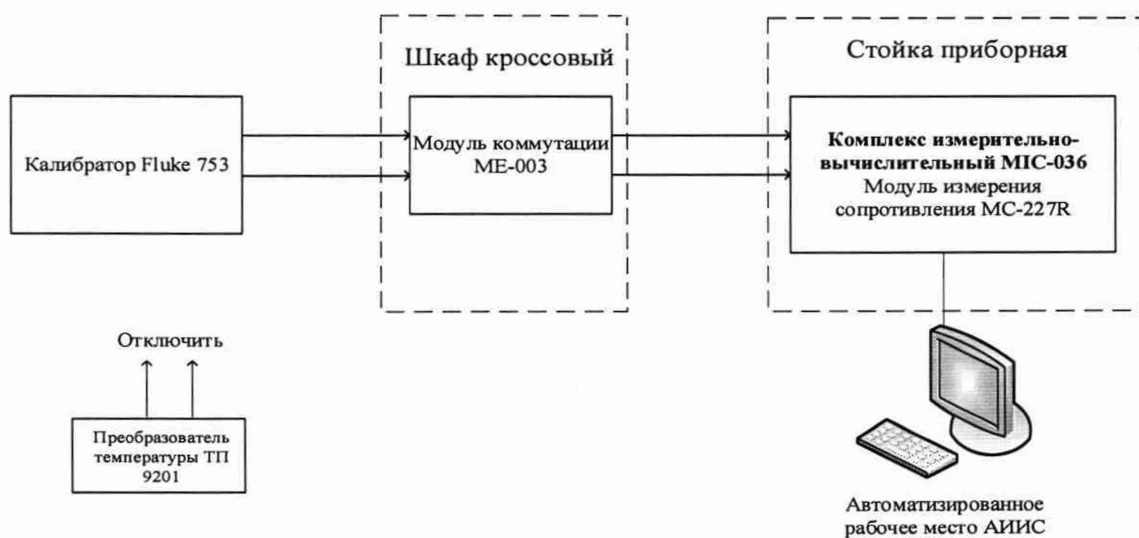 Шкаф кроссовый
Стойка приборная
Калибратор Fluke 753
Модуль коммутации
МЕ-003
Комплекс измерительно-
вычислительный MIC-036
Модуль измерения
сопротивления MC-227R
Отключить
Преобразователь
температуры ТП
9201
Автоматизированное
рабочее место АИИС